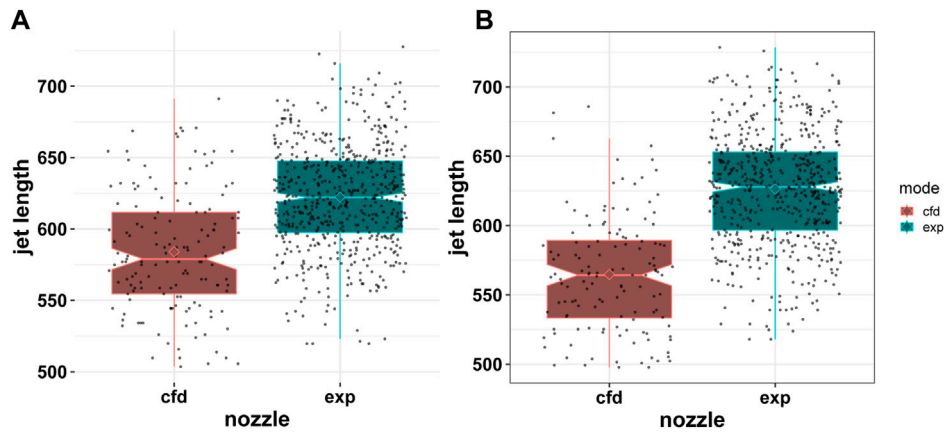 A
jet length
700
650
600
550
500
cfd
exp
nozzle
B
jet length
700
650
600
550
500
cfd
exp
nozzle
mode
cfd
exp